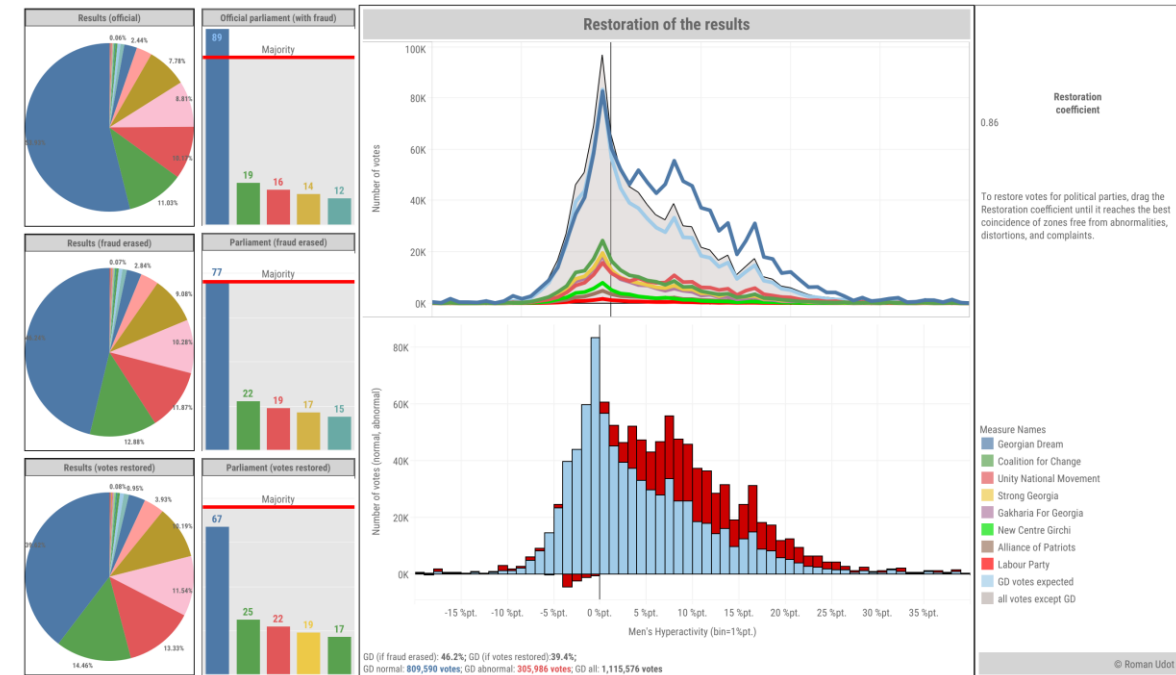 Results (official)
0.06%
2.44%
7.78%
8.81%
11.03%
Official parliament (with fraud)
89
Majority
19
16
14
12
Results (fraud erased)
0.07%
2.84%
9.08%
10.28%
11.87%
12.88%
Parliament (fraud erased)
77
Majority
22
19
17
15
Results (votes restored)
0.08%
3.93%
11.54%
13.33%
14.46%
Parliament (votes restored)
Majority
67
25
22
19
17
Restoration of the results
Number of votes
100K
80K
60K
40K
20K
0K
Number of votes (normal, abnormal)
80K
60K
40K
20K
0K
-15 %pt. -10 %pt. -5 %pt. 0 %pt. 5 %pt. 10 %pt. 15 %pt. 20 %pt. 25 %pt. 30 %pt. 35 %pt.
Men's Hyperactivity (bin=1%pt.)
GD (if fraud erased): 46.2%; GD (if votes restored):39.4%;
GD normal: 809,590 votes; GD abnormal: 305,986 votes; GD all: 1,115,576 votes
Restoration
coefficient
0.86
To restore votes for political parties, drag the
Restoration coefficient until it reaches the best
coincidence of zones free from abnormalities,
distortions, and complaints.
Measure Names
Georgian Dream
Coalition for Change
Unity National Movement
Strong Georgia
Gakharia For Georgia
New Centre Girchi
Alliance of Patriots
Labour Party
GD votes expected
all votes except GD
© Roman Udot